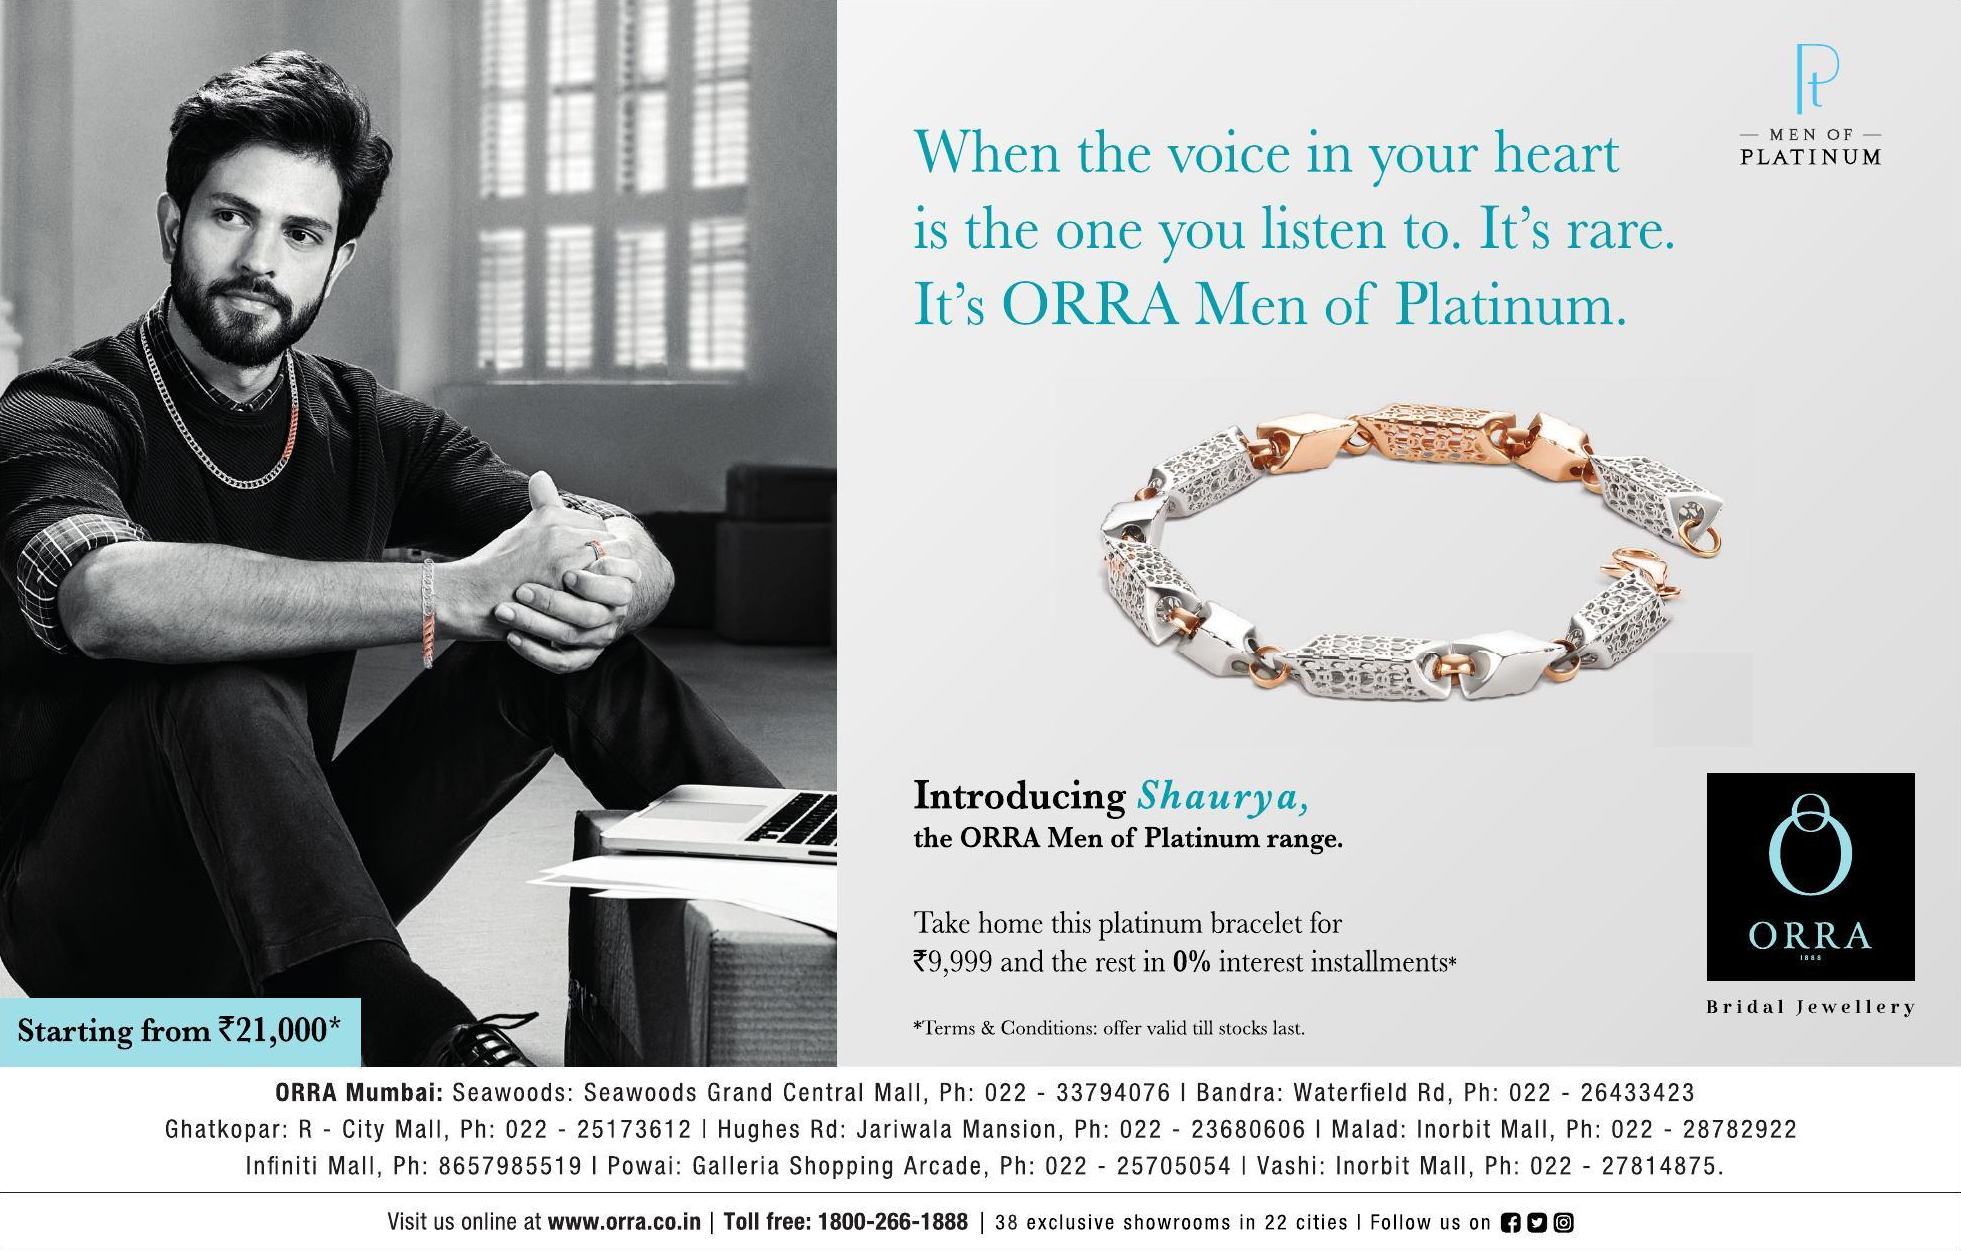 Pt
— MEN OF —
PLATINUM
When the voice in your heart
is the one you listen to. It's rare.
It's ORRA Men of Platinum.
Introducing Shaurya,
the ORRA Men of Platinum range.
Take home this platinum bracelet for
₹9,999 and the rest in 0% interest installments*
*Terms & Conditions: offer valid till stocks last.
ORRA
1888
Bridal Jewellery
Starting from ₹21,000*
ORRA Mumbai: Seawoods: Seawoods Grand Central Mall, Ph: 022 - 33794076 I Bandra: Waterfield Rd, Ph: 022 - 26433423
Ghatkopar: R - City Mall, Ph: 022 - 25173612 I Hughes Rd: Jariwala Mansion, Ph: 022 - 23680606 I Malad: Inorbit Mall, Ph: 022 - 28782922
Infiniti Mall, Ph: 8657985519 I Powai: Galleria Shopping Arcade, Ph: 022 - 25705054 I Vashi: Inorbit Mall, Ph: 022 - 27814875.
Visit us online at www.orra.co.in | Toll free: 1800-266-1888 | 38 exclusive showrooms in 22 cities I Follow us on